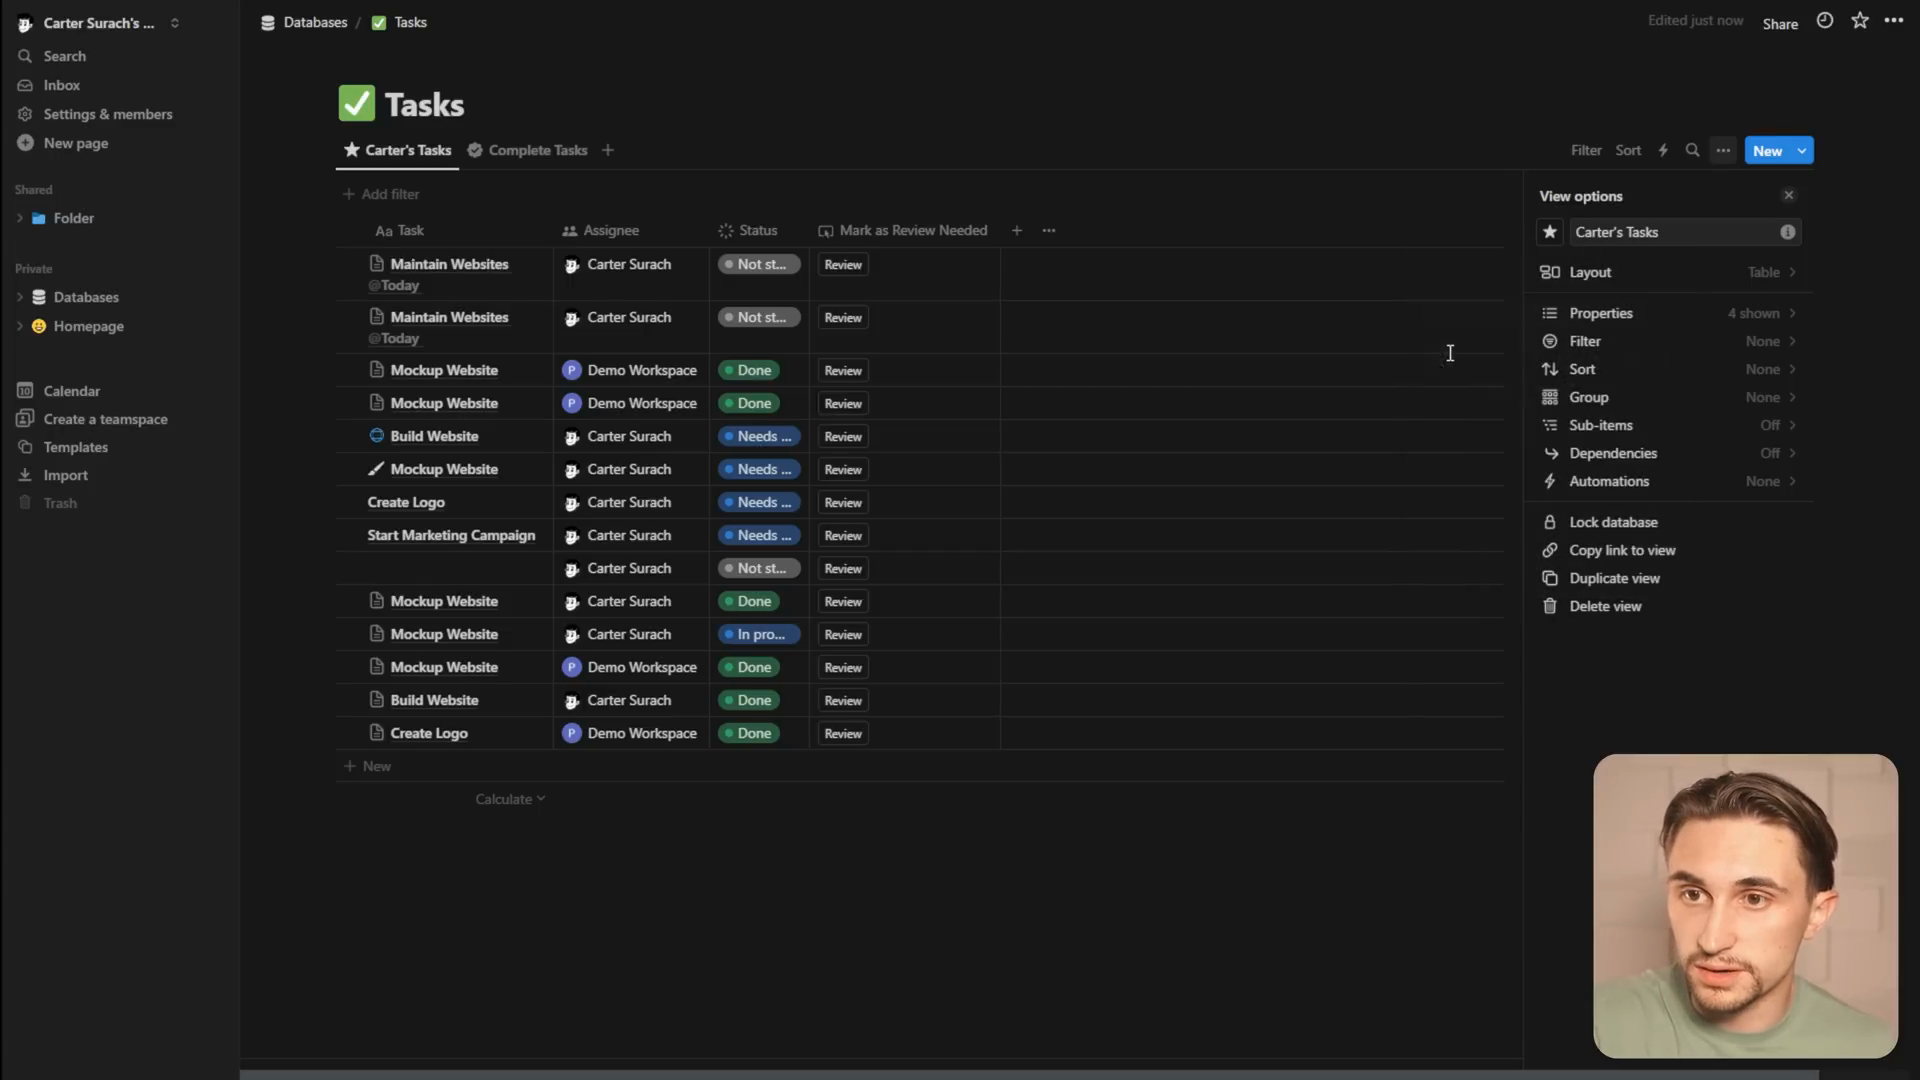 Carter Surach's ...
Search
Inbox
Settings & members
New page
Shared
Folder
Private
Databases
Homepage
10 Calendar
Create a teamspace
Templates
Import
Trash
Databases / Tasks
Edited just now
Share
Tasks
Carter's Tasks
Complete Tasks
Filter
Sort
New
Add filter
Aa Task Assignee Status Mark as Review Needed
Maintain Websites Carter Surach Not st... Review
@Today
Maintain Websites Carter Surach Not st... Review
@Today
Mockup Website P Demo Workspace Done Review
Mockup Website P Demo Workspace Done Review
Build Website Carter Surach Needs ... Review
Mockup Website Carter Surach Needs ... Review
Create Logo Carter Surach Needs ... Review
Start Marketing Campaign Carter Surach Needs ... Review
Carter Surach Not st... Review
Mockup Website Carter Surach Done Review
Mockup Website Carter Surach In pro... Review
Mockup Website P Demo Workspace Done Review
Build Website Carter Surach Done Review
Create Logo P Demo Workspace Done Review
New
Calculate
View options
Carter's Tasks
Layout Table
Properties 4 shown
Filter None
Sort None
Group None
Sub-items Off
Dependencies Off
Automations None
Lock database
Copy link to view
Duplicate view
Delete view